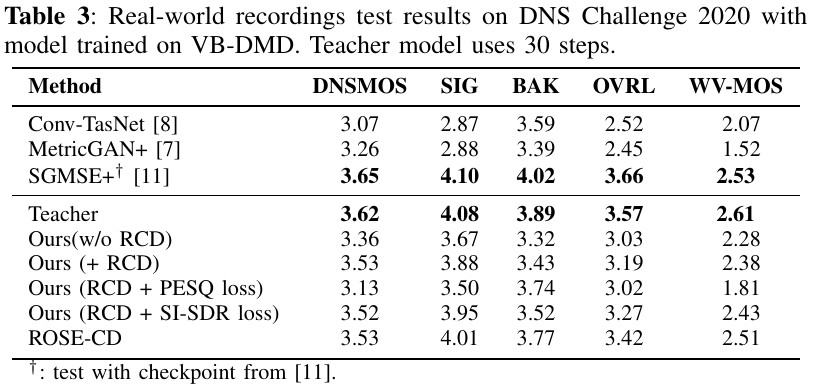 Table 3: Real-world recordings test results on DNS Challenge 2020 with
model trained on VB-DMD. Teacher model uses 30 steps.
Method DNSMOS SIG BAK OVRL WV-MOS
Conv-TasNet [8] 3.07 2.87 3.59 2.52 2.07
MetricGAN+ [7] 3.26 2.88 3.39 2.45 1.52
SGMSE+† [11] 3.65 4.10 4.02 3.66 2.53
Teacher 3.62 4.08 3.89 3.57 2.61
Ours(w/o RCD) 3.36 3.67 3.32 3.03 2.28
Ours (+ RCD) 3.53 3.88 3.43 3.19 2.38
Ours (RCD + PESQ loss) 3.13 3.50 3.74 3.02 1.81
Ours (RCD + SI-SDR loss) 3.52 3.95 3.52 3.27 2.43
ROSE-CD 3.53 4.01 3.77 3.42 2.51
†: test with checkpoint from [11].